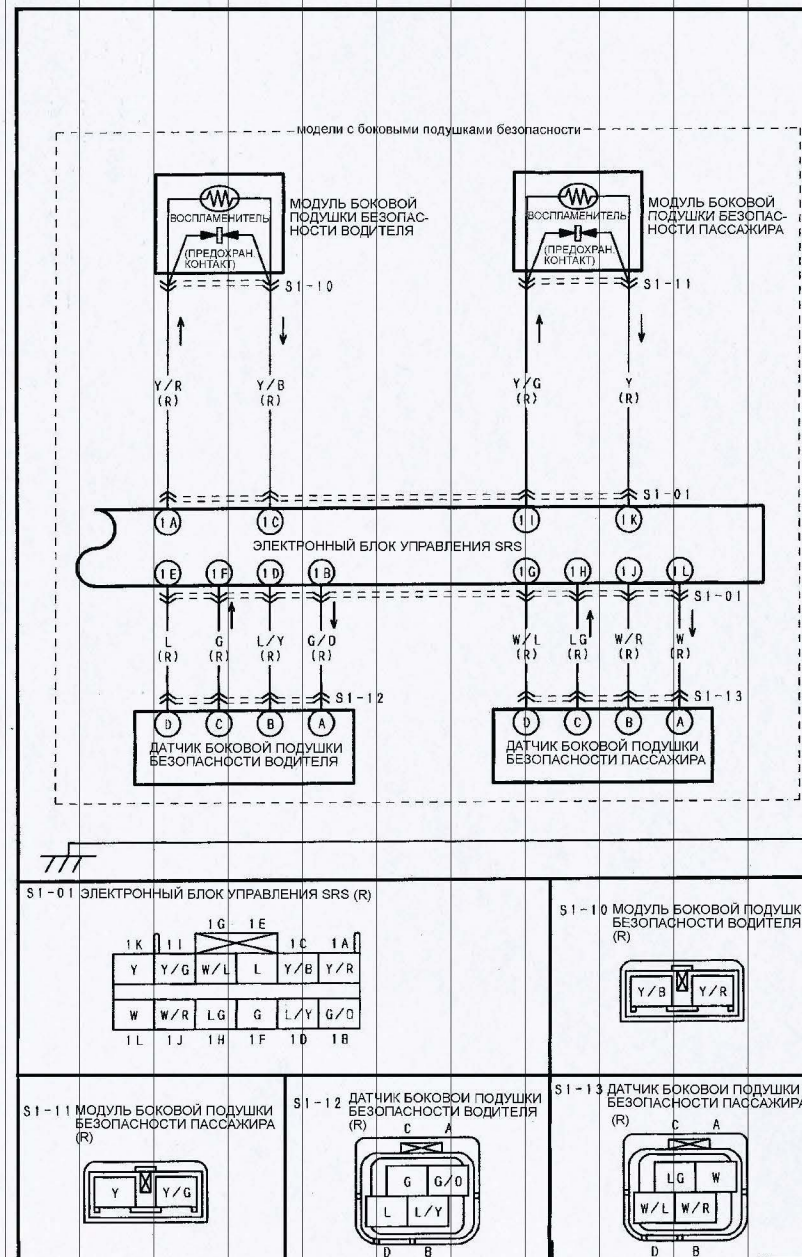 модели с боковыми подушками безопасности
ВОСПЛАМЕНИТЕЛЬ
(ПРЕДОХРАН. КОНТАКТ)
МОДУЛЬ БОКОВОЙ
ПОДУШКИ БЕЗОПАС-
НОСТИ ВОДИТЕЛЯ
ВОСПЛАМЕНИТЕЛЬ
(ПРЕДОХРАН. КОНТАКТ)
МОДУЛЬ БОКОВОЙ
ПОДУШКИ БЕЗОПАС-
НОСТИ ПАССАЖИРА
S1-10
S1-11
Y/R (R)
Y/B (R)
Y/G (R)
Y (R)
S1-01
1A
1C
1I
1K
ЭЛЕКТРОННЫЙ БЛОК УПРАВЛЕНИЯ SRS
1E
1F
1D
1B
1G
1H
1J
1L
S1-01
L (R)
G (R)
L/Y (R)
G/O (R)
W/L (R)
LG (R)
W/R (R)
W (R)
S1-12
S1-13
D
C
B
A
ДАТЧИК БОКОВОЙ ПОДУШКИ
БЕЗОПАСНОСТИ ВОДИТЕЛЯ
D
C
B
A
ДАТЧИК БОКОВОЙ ПОДУШКИ
БЕЗОПАСНОСТИ ПАССАЖИРА
S1-01 ЭЛЕКТРОННЫЙ БЛОК УПРАВЛЕНИЯ SRS (R)
1G 1E
1K 1I 1C 1A
Y Y/G W/L L Y/B Y/R
W W/R LG G L/Y G/O
1L 1J 1H 1F 1D 1B
S1-10 МОДУЛЬ БОКОВОЙ ПОДУШК
БЕЗОПАСНОСТИ ВОДИТЕЛЯ
(R)
Y/B Y/R
S1-11 МОДУЛЬ БОКОВОЙ ПОДУШКИ
БЕЗОПАСНОСТИ ПАССАЖИРА
(R)
Y Y/G
S1-12 ДАТЧИК БОКОВОЙ ПОДУШКИ
БЕЗОПАСНОСТИ ВОДИТЕЛЯ
(R)
C A
G G/O
L L/Y
D B
S1-13 ДАТЧИК БОКОВОЙ ПОДУШКИ
БЕЗОПАСНОСТИ ПАССАЖИРА
(R)
C A
LG W
W/L W/R
D B